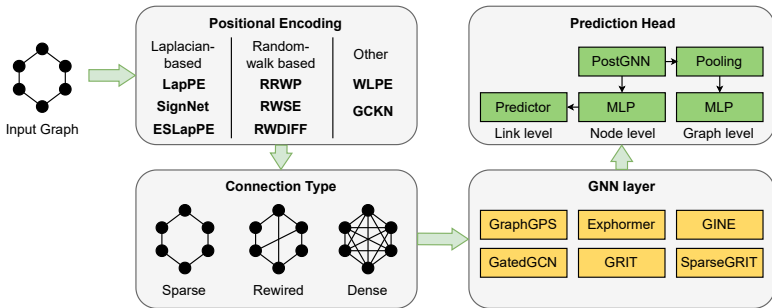 Input Graph
Positional Encoding
Laplacian-
based
LapPE
SignNet
ESLapPE
Random-
walk based
RRWP
RWSE
RWDIFF
Other
WLPE
GCKN
Connection Type
Sparse
Rewired
Dense
GNN layer
GraphGPS
Exphormer
GINE
GatedGCN
GRIT
SparseGRIT
Prediction Head
PostGNN
Pooling
Predictor
MLP
MLP
Link level
Node level
Graph level